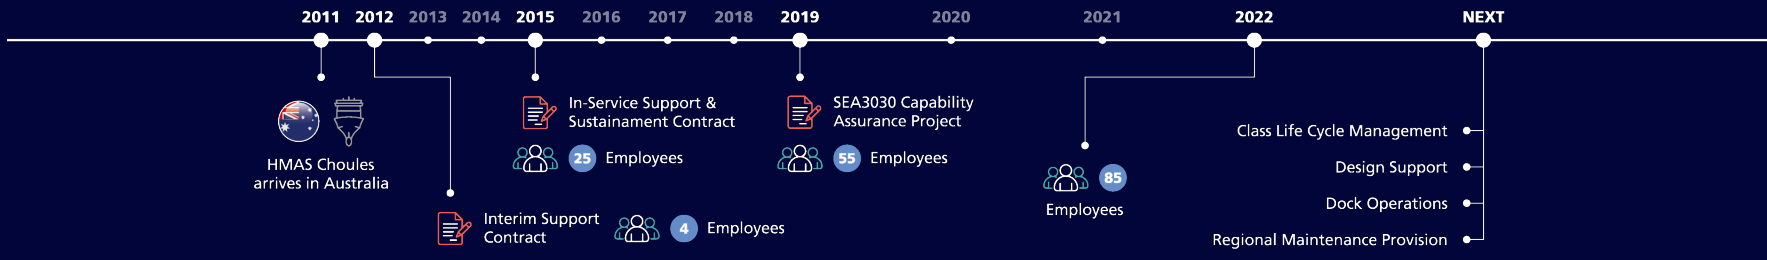 2011 2012 2013 2014 2015 2016 2017 2018 2019 2020 2021 2022 NEXT
HMAS Choules
arrives in Australia
Interim Support
Contract
4 Employees
In-Service Support &
Sustainament Contract
25 Employees
SEA3030 Capability
Assurance Project
55 Employees
85
Employees
Class Life Cycle Management
Design Support
Dock Operations
Regional Maintenance Provision